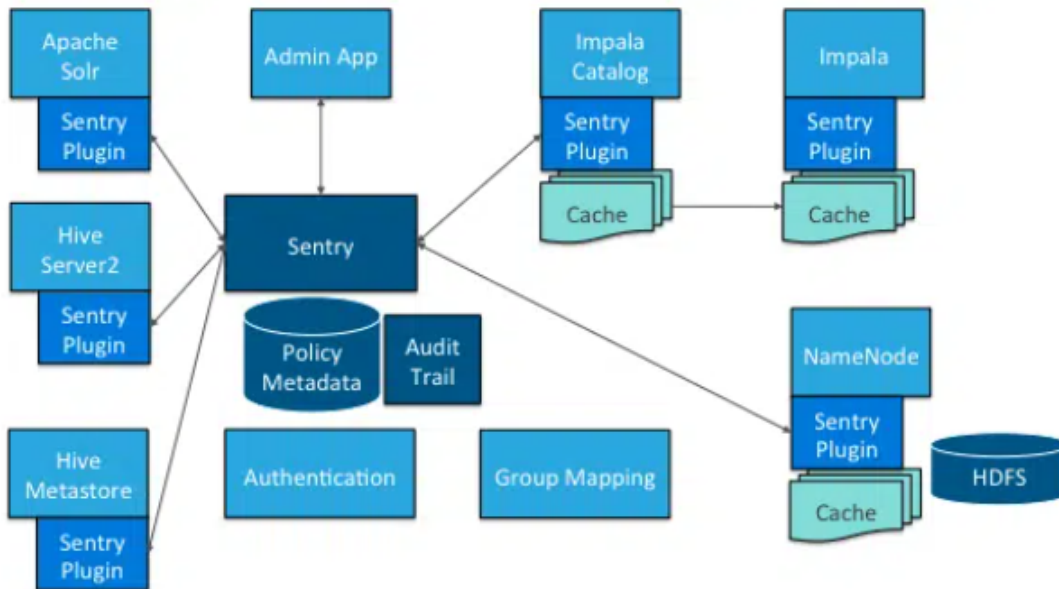 Apache
Solr
Sentry
Plugin
Admin App
Impala
Catalog
Sentry
Plugin
Cache
Impala
Sentry
Plugin
Cache
Hive
Server2
Sentry
Plugin
Sentry
Policy
Metadata
Audit
Trail
NameNode
Sentry
Plugin
Cache
HDFS
Hive
Metastore
Sentry
Plugin
Authentication
Group Mapping